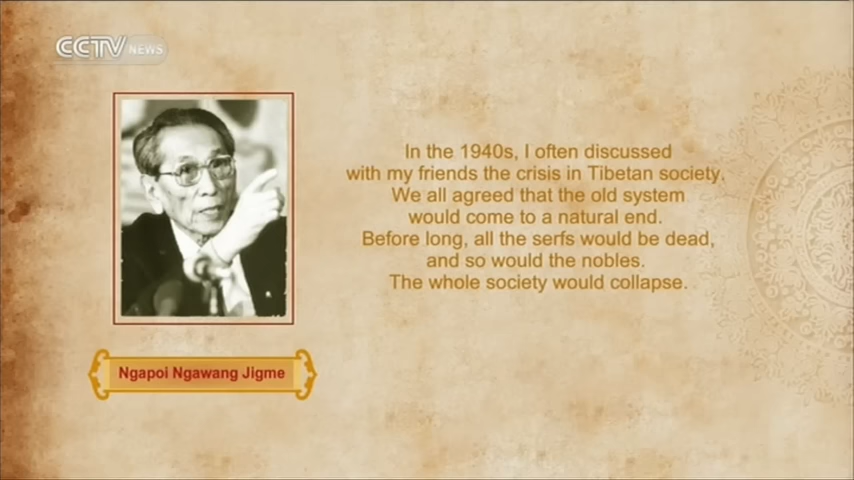 CCTV NEWS
In the 1940s, I often discussed
with my friends the crisis in Tibetan society.
We all agreed that the old system
would come to a natural end.
Before long, all the serfs would be dead,
and so would the nobles.
The whole society would collapse.
Ngapoi Ngawang Jigme